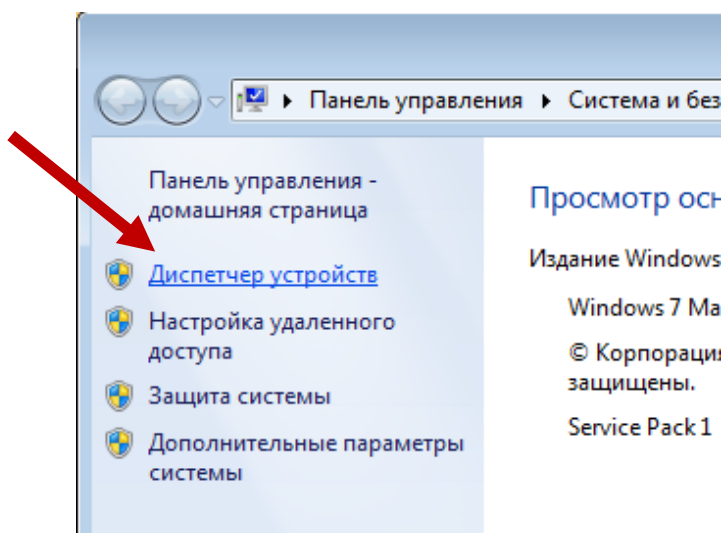 Панель управления ▸ Система и без
Панель управления -
домашняя страница
Диспетчер устройств
Настройка удаленного
доступа
Защита системы
Дополнительные параметры
системы
Просмотр осн
Издание Windows
Windows 7 Ма
© Корпорация
защищены.
Service Pack 1